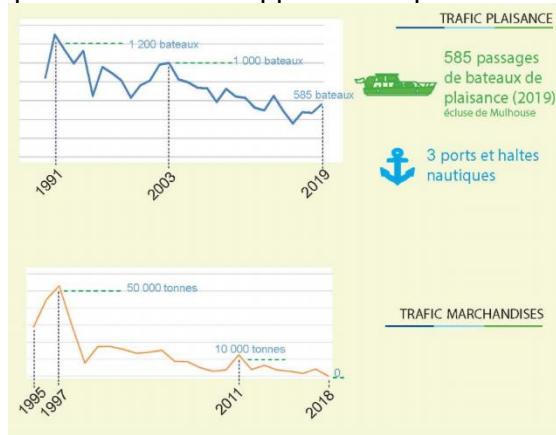 TRAFIC PLAISANCE
1 200 bateaux
1 000 bateaux
585 bateaux
1991
2003
2019
585 passages
de bateaux de
plaisance (2019)
écluse de Mulhouse
3 ports et haltes
nautiques
50 000 tonnes
10 000 tonnes
0
1995
1997
2011
2018
TRAFIC MARCHANDISES